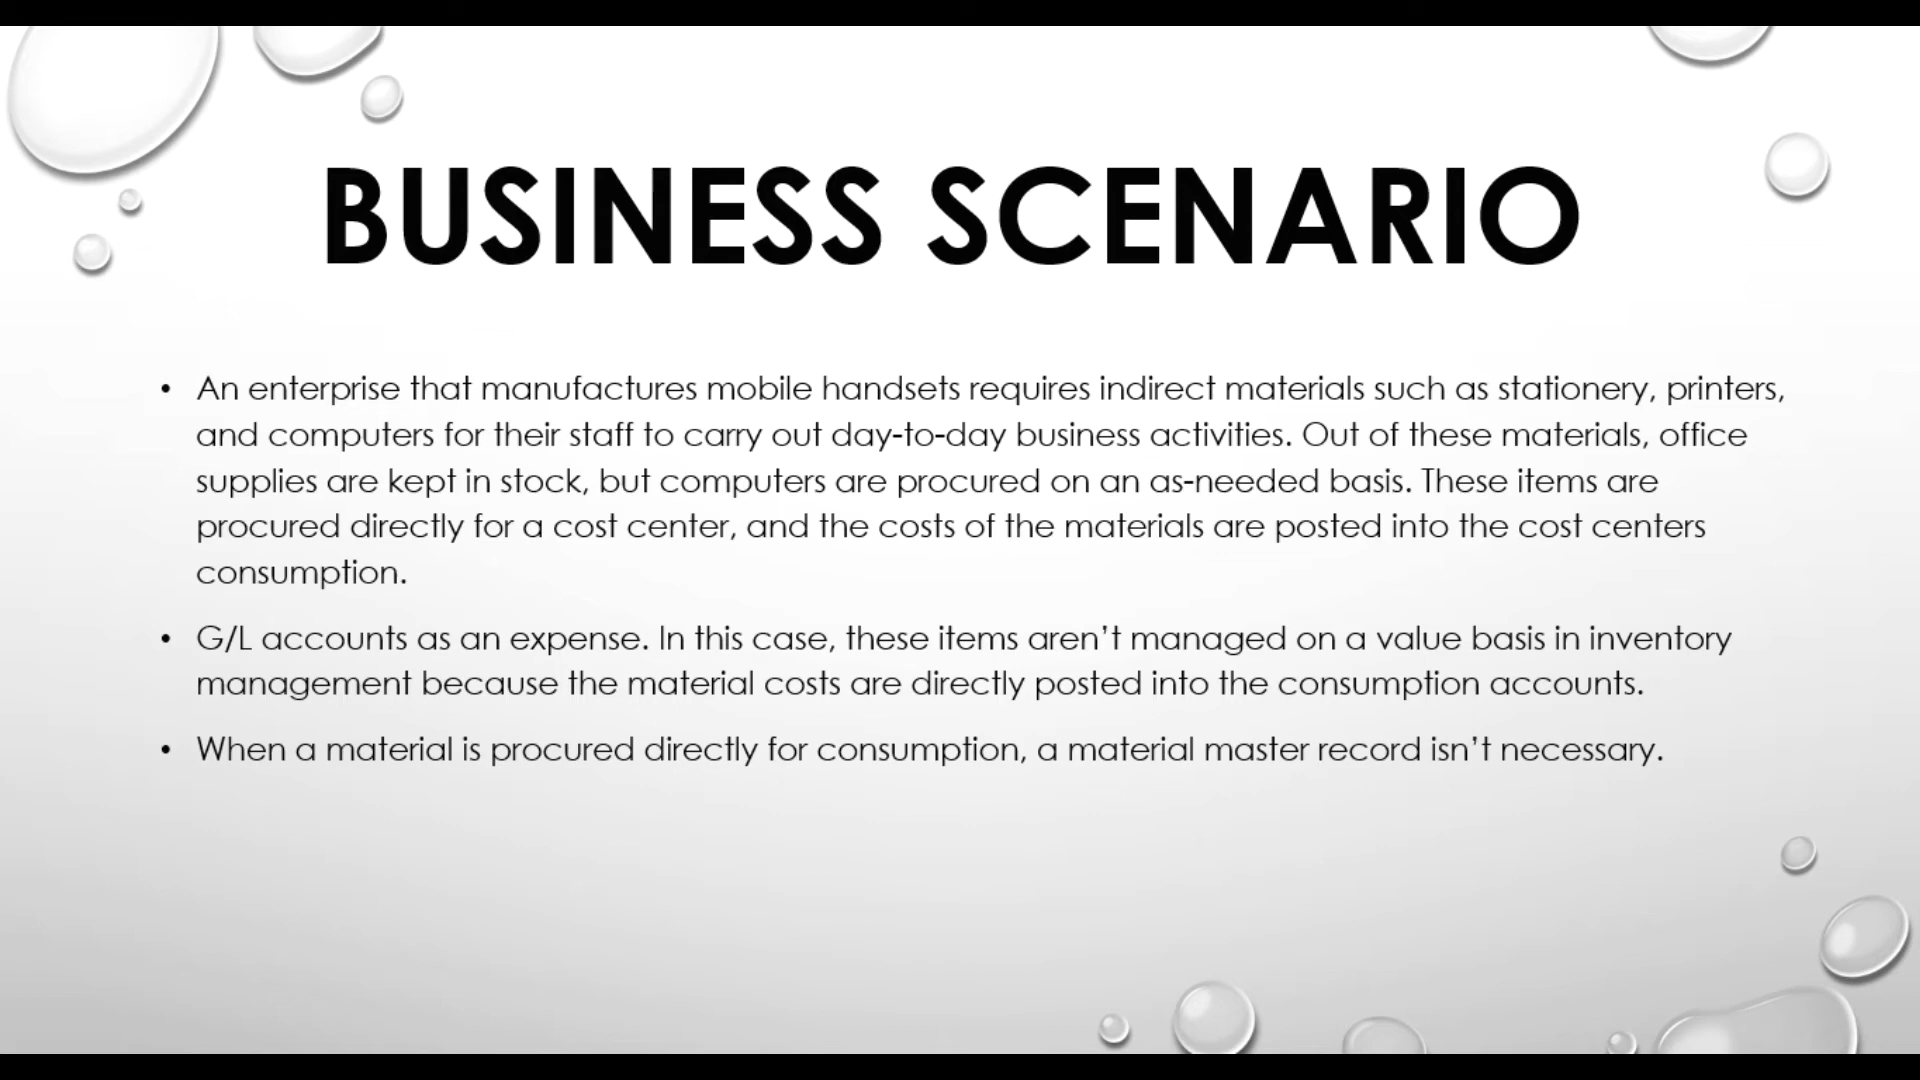 BUSINESS SCENARIO
• An enterprise that manufactures mobile handsets requires indirect materials such as stationery, printers,
and computers for their staff to carry out day-to-day business activities. Out of these materials, office
supplies are kept in stock, but computers are procured on an as-needed basis. These items are
procured directly for a cost center, and the costs of the materials are posted into the cost centers
consumption.
• G/L accounts as an expense. In this case, these items aren't managed on a value basis in inventory
management because the material costs are directly posted into the consumption accounts.
• When a material is procured directly for consumption, a material master record isn't necessary.